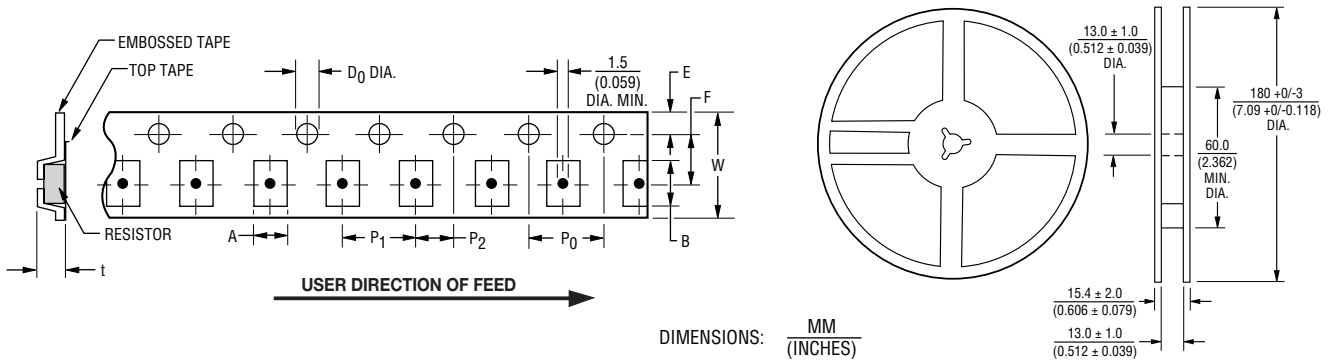 EMBOSSED TAPE
TOP TAPE
D0 DIA.
1.5
(0.059)
DIA. MIN.
E
F
W
RESISTOR
A
P1
P2
P0
B
t
USER DIRECTION OF FEED
DIMENSIONS: MM
(INCHES)
13.0 ± 1.0
(0.512 ± 0.039)
DIA.
180 +0/-3
(7.09 +0/-0.118)
DIA.
60.0
(2.362)
MIN.
DIA.
15.4 ± 2.0
(0.606 ± 0.079)
13.0 ± 1.0
(0.512 ± 0.039)